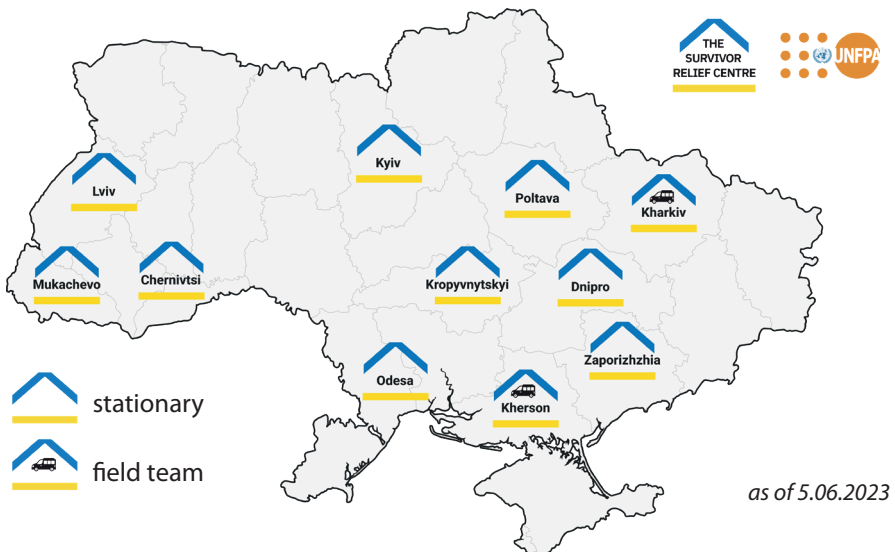 THE
SURVIVOR
RELIEF CENTRE
UNFPA
Kyiv
Lviv
Poltava
Kharkiv
Mukachevo
Chernivtsi
Kropyvnytskyi
Dnipro
Zaporizhzhia
Odesa
Kherson
stationary
field team
as of 5.06.2023